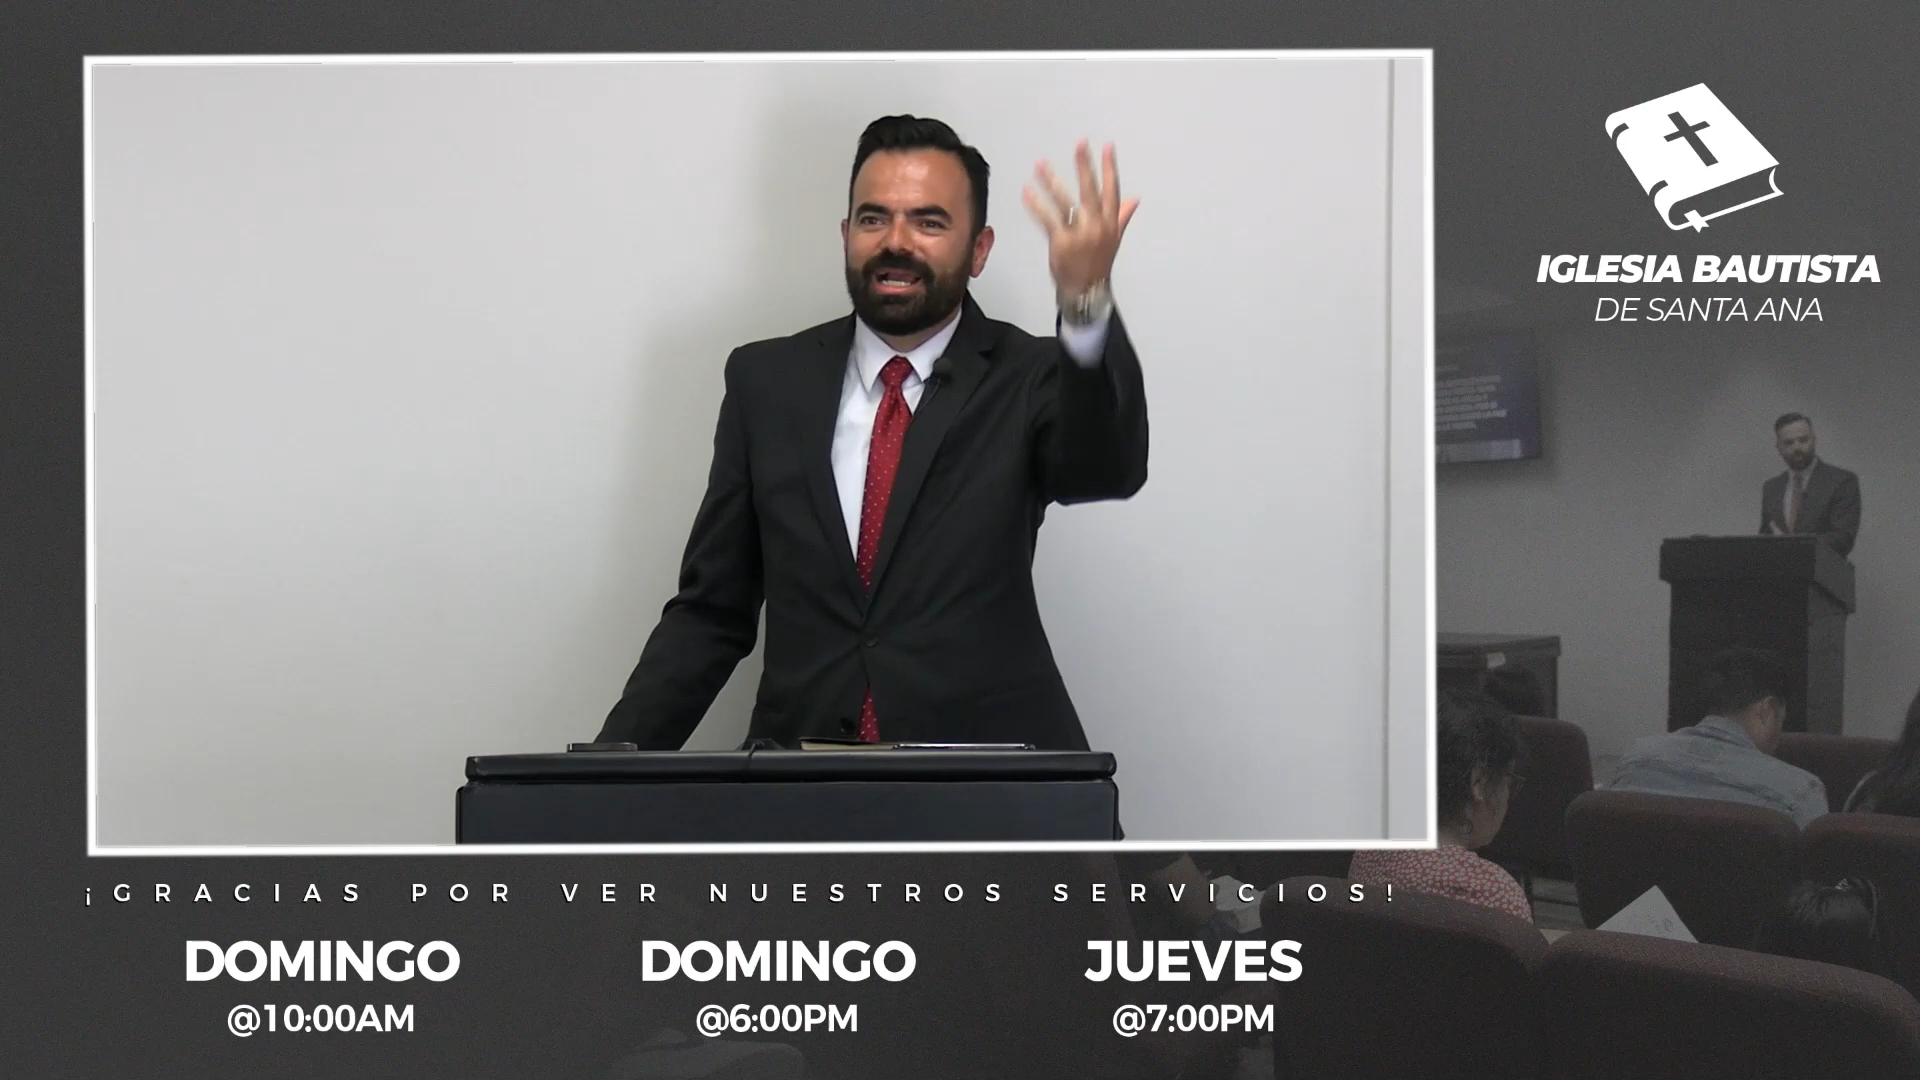 IGLESIA BAUTISTA
DE SANTA ANA
¡GRACIAS POR VER NUESTROS SERVICIOS!
DOMINGO
@10:00AM
DOMINGO
@6:00PM
JUEVES
@7:00PM